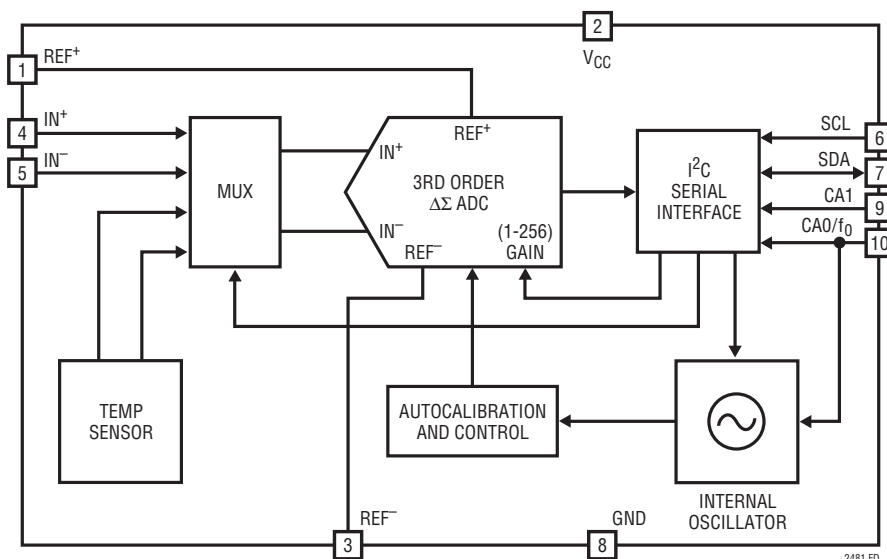 2
V_CC
1
REF⁺
4
IN⁺
5
IN⁻
MUX
IN⁺
IN⁻
REF⁺
3RD ORDER
ΔΣ ADC
REF⁻
(1-256)
GAIN
I²C
SERIAL
INTERFACE
SCL
6
SDA
7
CA1
9
CA0/f₀
10
TEMP
SENSOR
AUTOCALIBRATION
AND CONTROL
INTERNAL
OSCILLATOR
3
REF⁻
8
GND
2481 FD